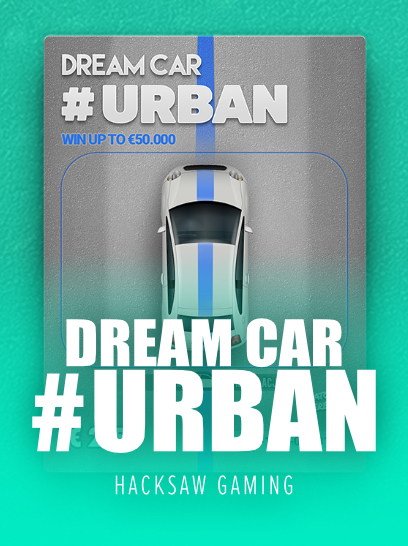 DREAM CAR
# URBAN
WIN UP TO €50.000
DREAM CAR
#URBAN
HACKSAW GAMING